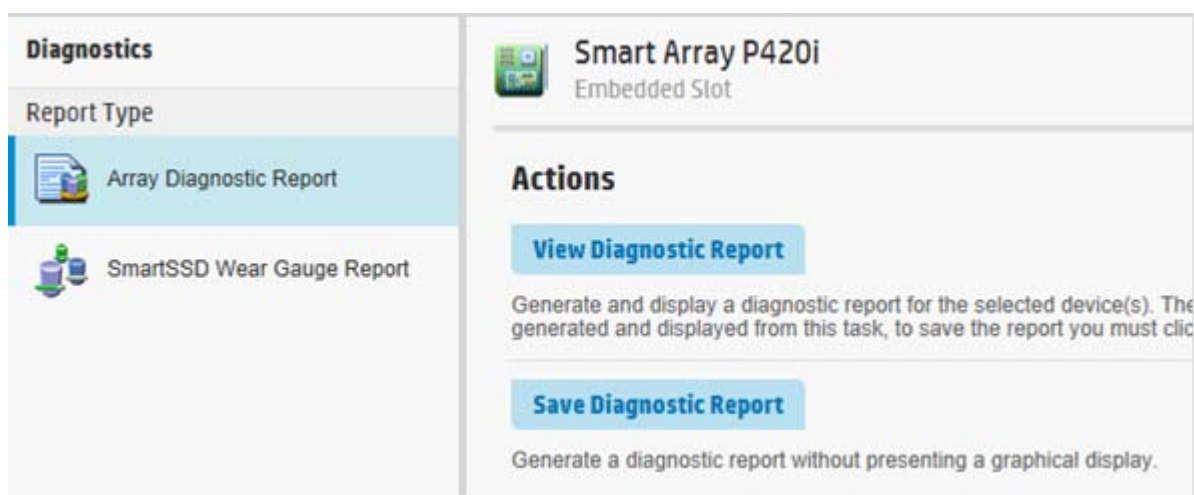 Diagnostics
Report Type
Array Diagnostic Report
SmartSSD Wear Gauge Report
Smart Array P420i
Embedded Slot
Actions
View Diagnostic Report
Generate and display a diagnostic report for the selected device(s). The
generated and displayed from this task, to save the report you must clic
Save Diagnostic Report
Generate a diagnostic report without presenting a graphical display.